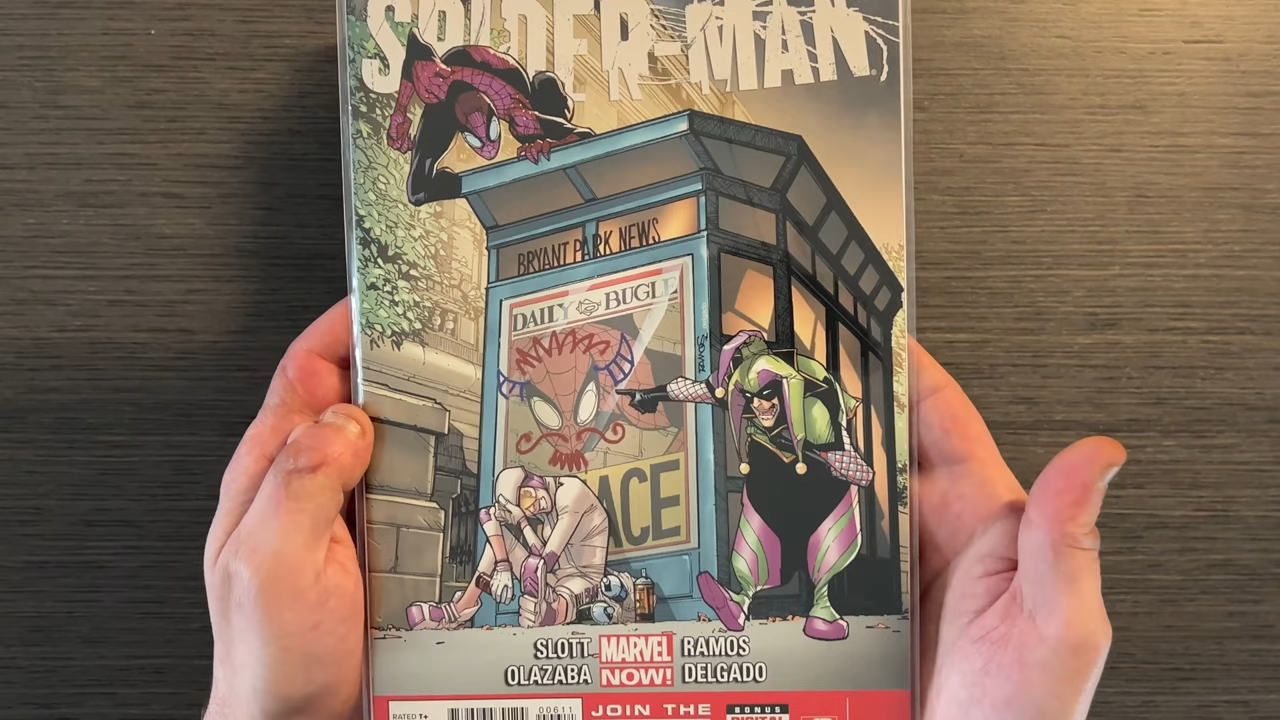 SPIDER-MAN
BRYANT PARK NEWS
DAILY BUGLE
ACE
SLOTT MARVEL RAMOS
OLAZABA NOW! DELGADO
RATED T+
00611
JOIN THE
BONUS
DIGITAL